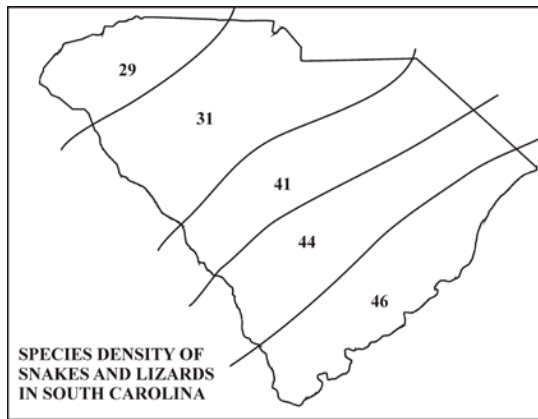 29
31
41
44
46
SPECIES DENSITY OF
SNAKES AND LIZARDS
IN SOUTH CAROLINA